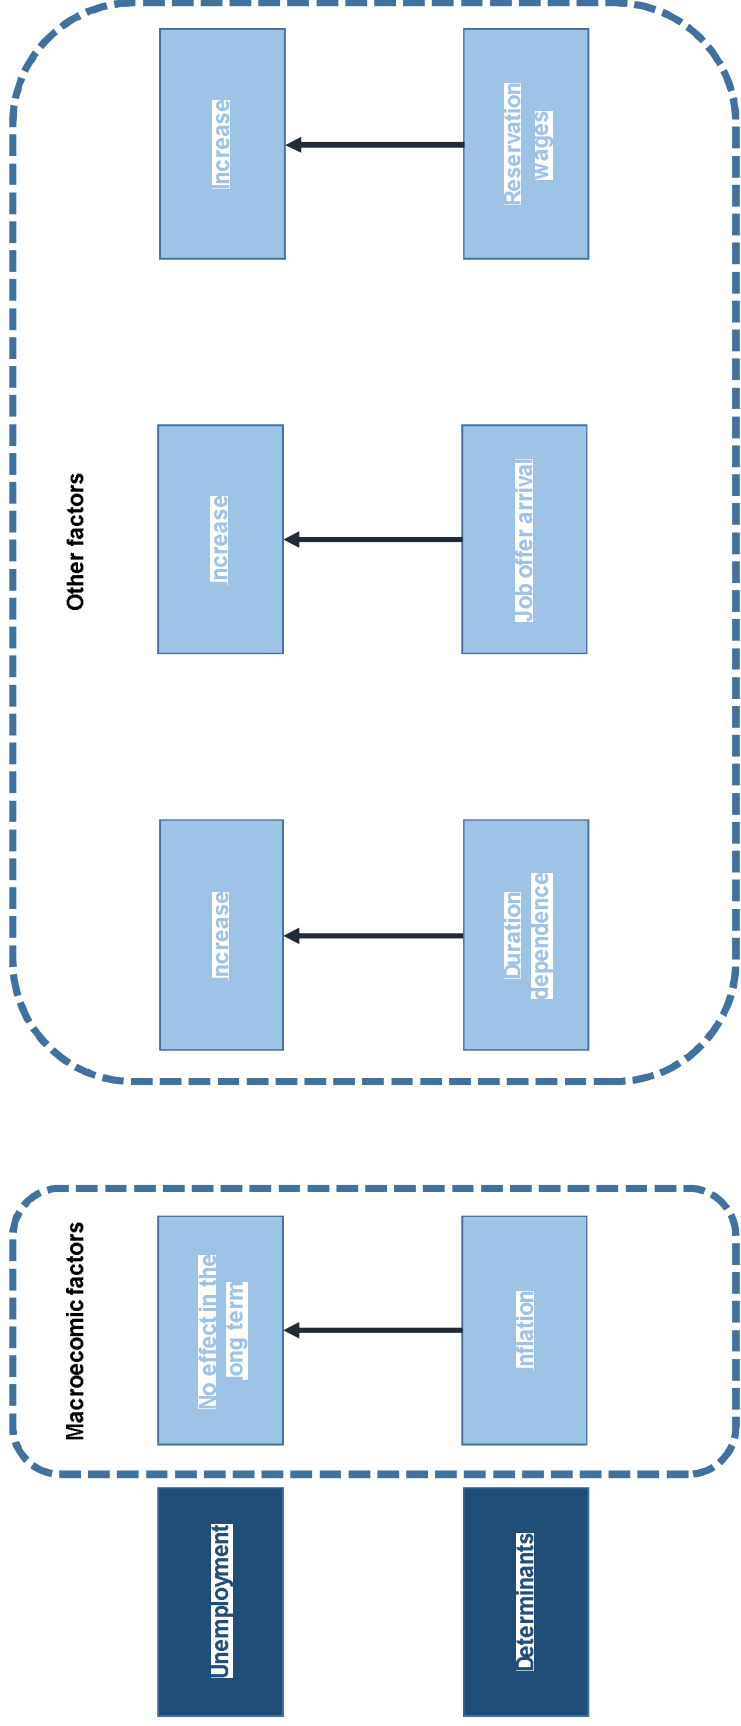 Macroecomic factors
Other factors
Unemployment
No effect in the
long term
Increase
Increase
Increase
Determinants
Inflation
Duration
dependence
Job offer arrival
Reservation
wages